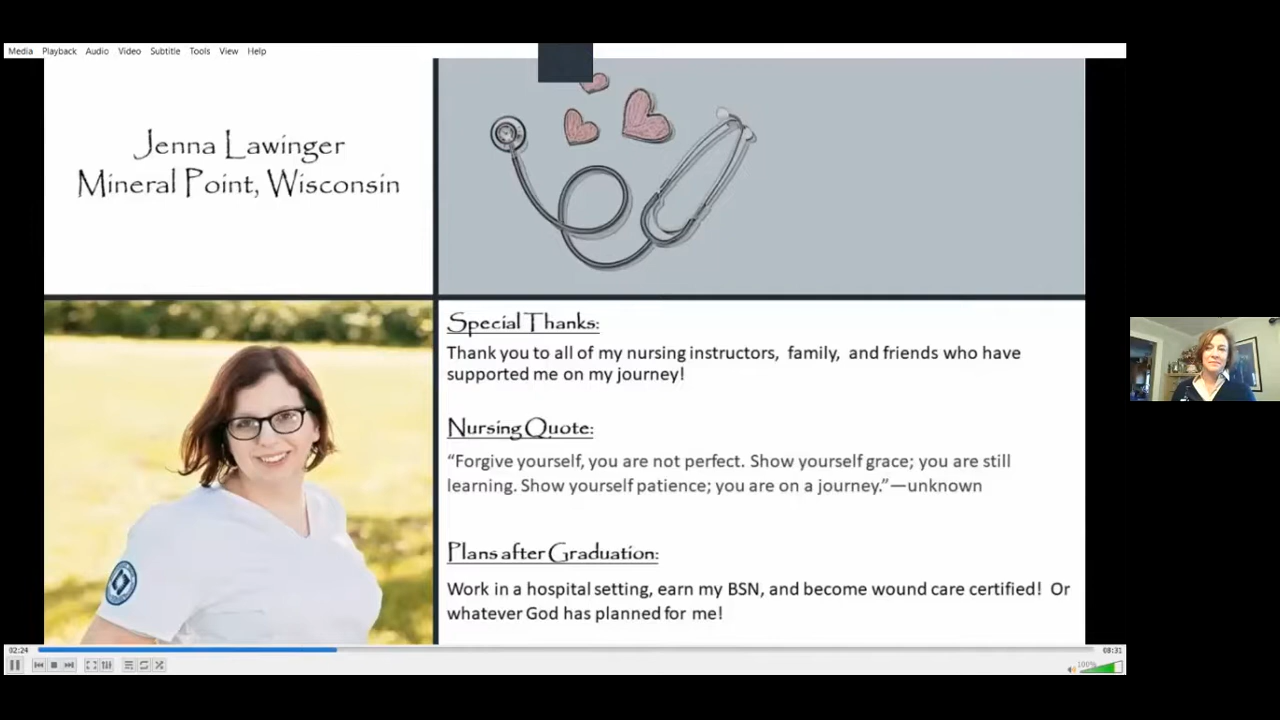 Media Playback Audio Video Subtitle Tools View Help
Jenna Lawinger
Mineral Point, Wisconsin
Special Thanks:
Thank you to all of my nursing instructors, family, and friends who have
supported me on my journey!
Nursing Quote:
“Forgive yourself, you are not perfect. Show yourself grace; you are still
learning. Show yourself patience; you are on a journey.”—unknown
Plans after Graduation:
Work in a hospital setting, earn my BSN, and become wound care certified! Or
whatever God has planned for me!
02:24
08:31
100%